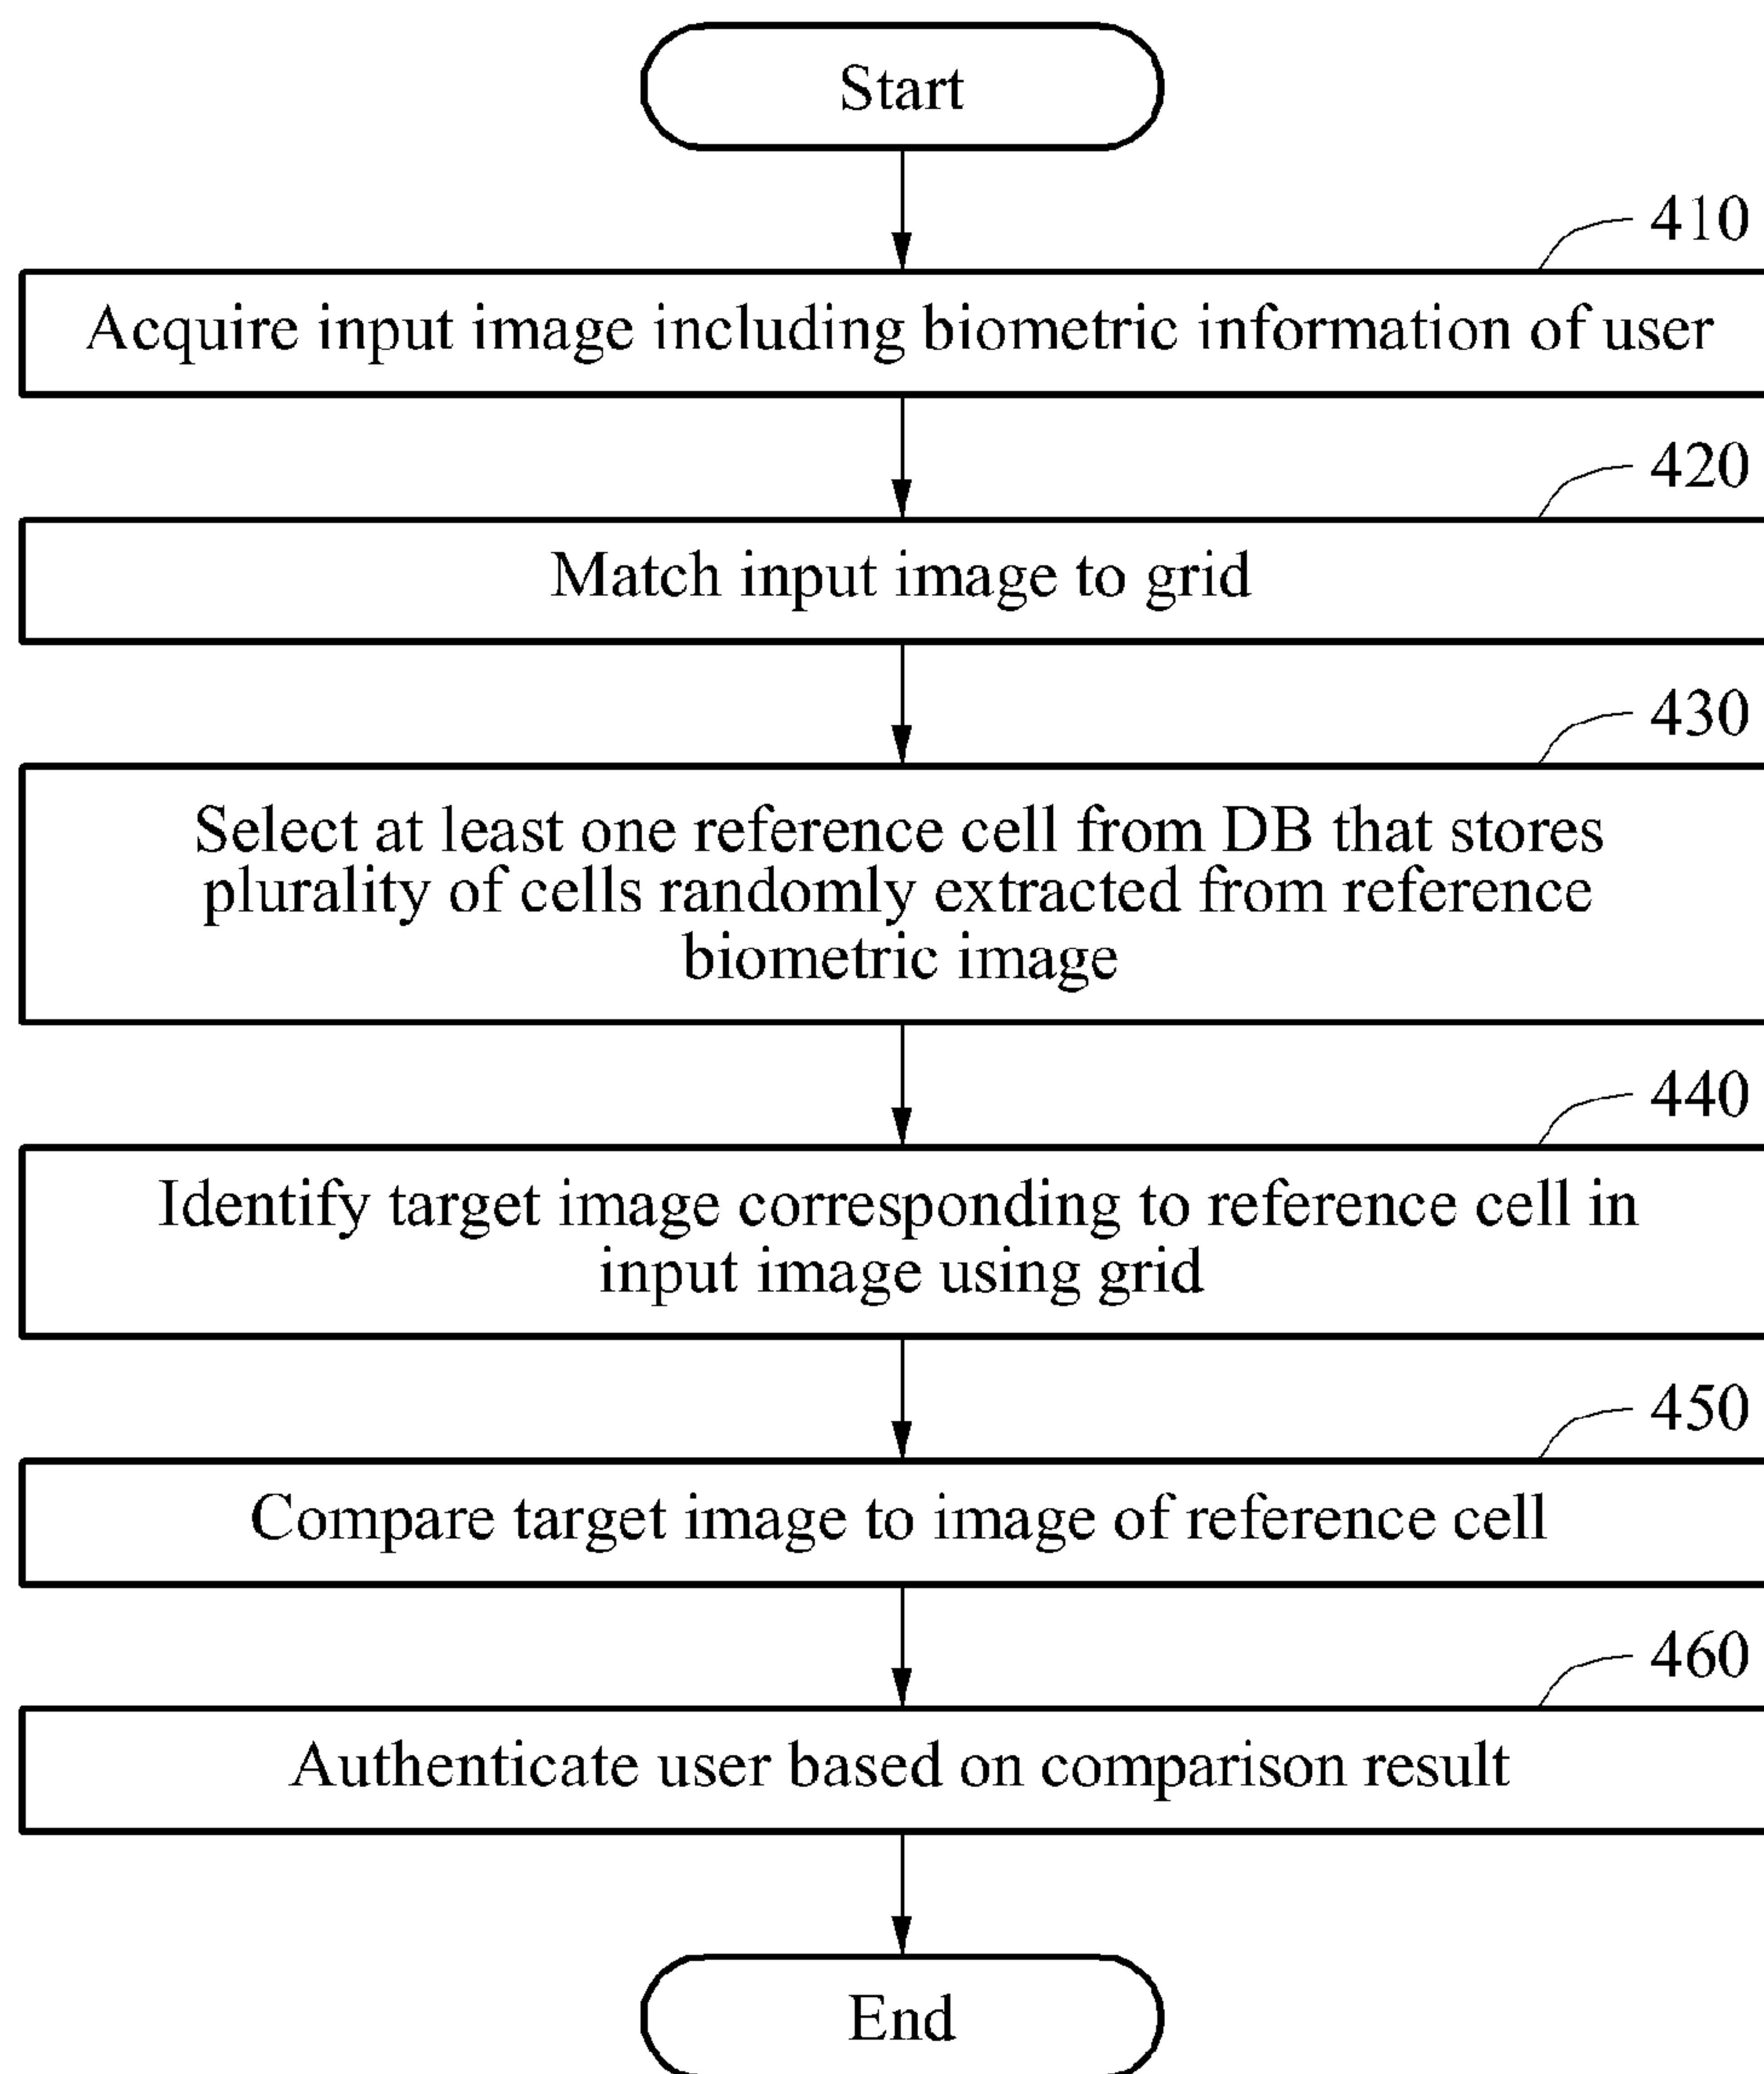 Start
410
Acquire input image including biometric information of user
420
Match input image to grid
430
Select at least one reference cell from DB that stores
plurality of cells randomly extracted from reference
biometric image
440
Identify target image corresponding to reference cell in
input image using grid
450
Compare target image to image of reference cell
460
Authenticate user based on comparison result
End